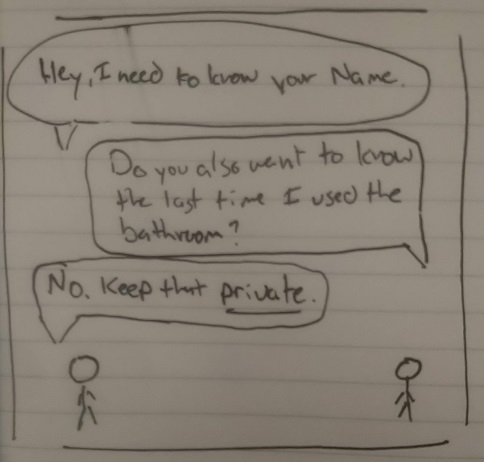 Hey, I need to know your Name.
Do you also want to know
the last time I used the
bathroom?
No. Keep that private.